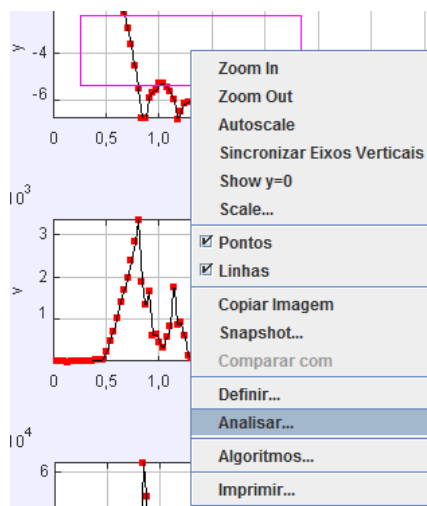 y
-4
-6
0 0,5 1,0
10³
3
2
1
v
0 0,5 1,0
10⁴
6
Zoom In
Zoom Out
Autoscale
Sincronizar Eixos Verticais
Show y=0
Scale...
Pontos
Linhas
Copiar Imagem
Snapshot...
Comparar com
Definir...
Analisar...
Algoritmos...
Imprimir...